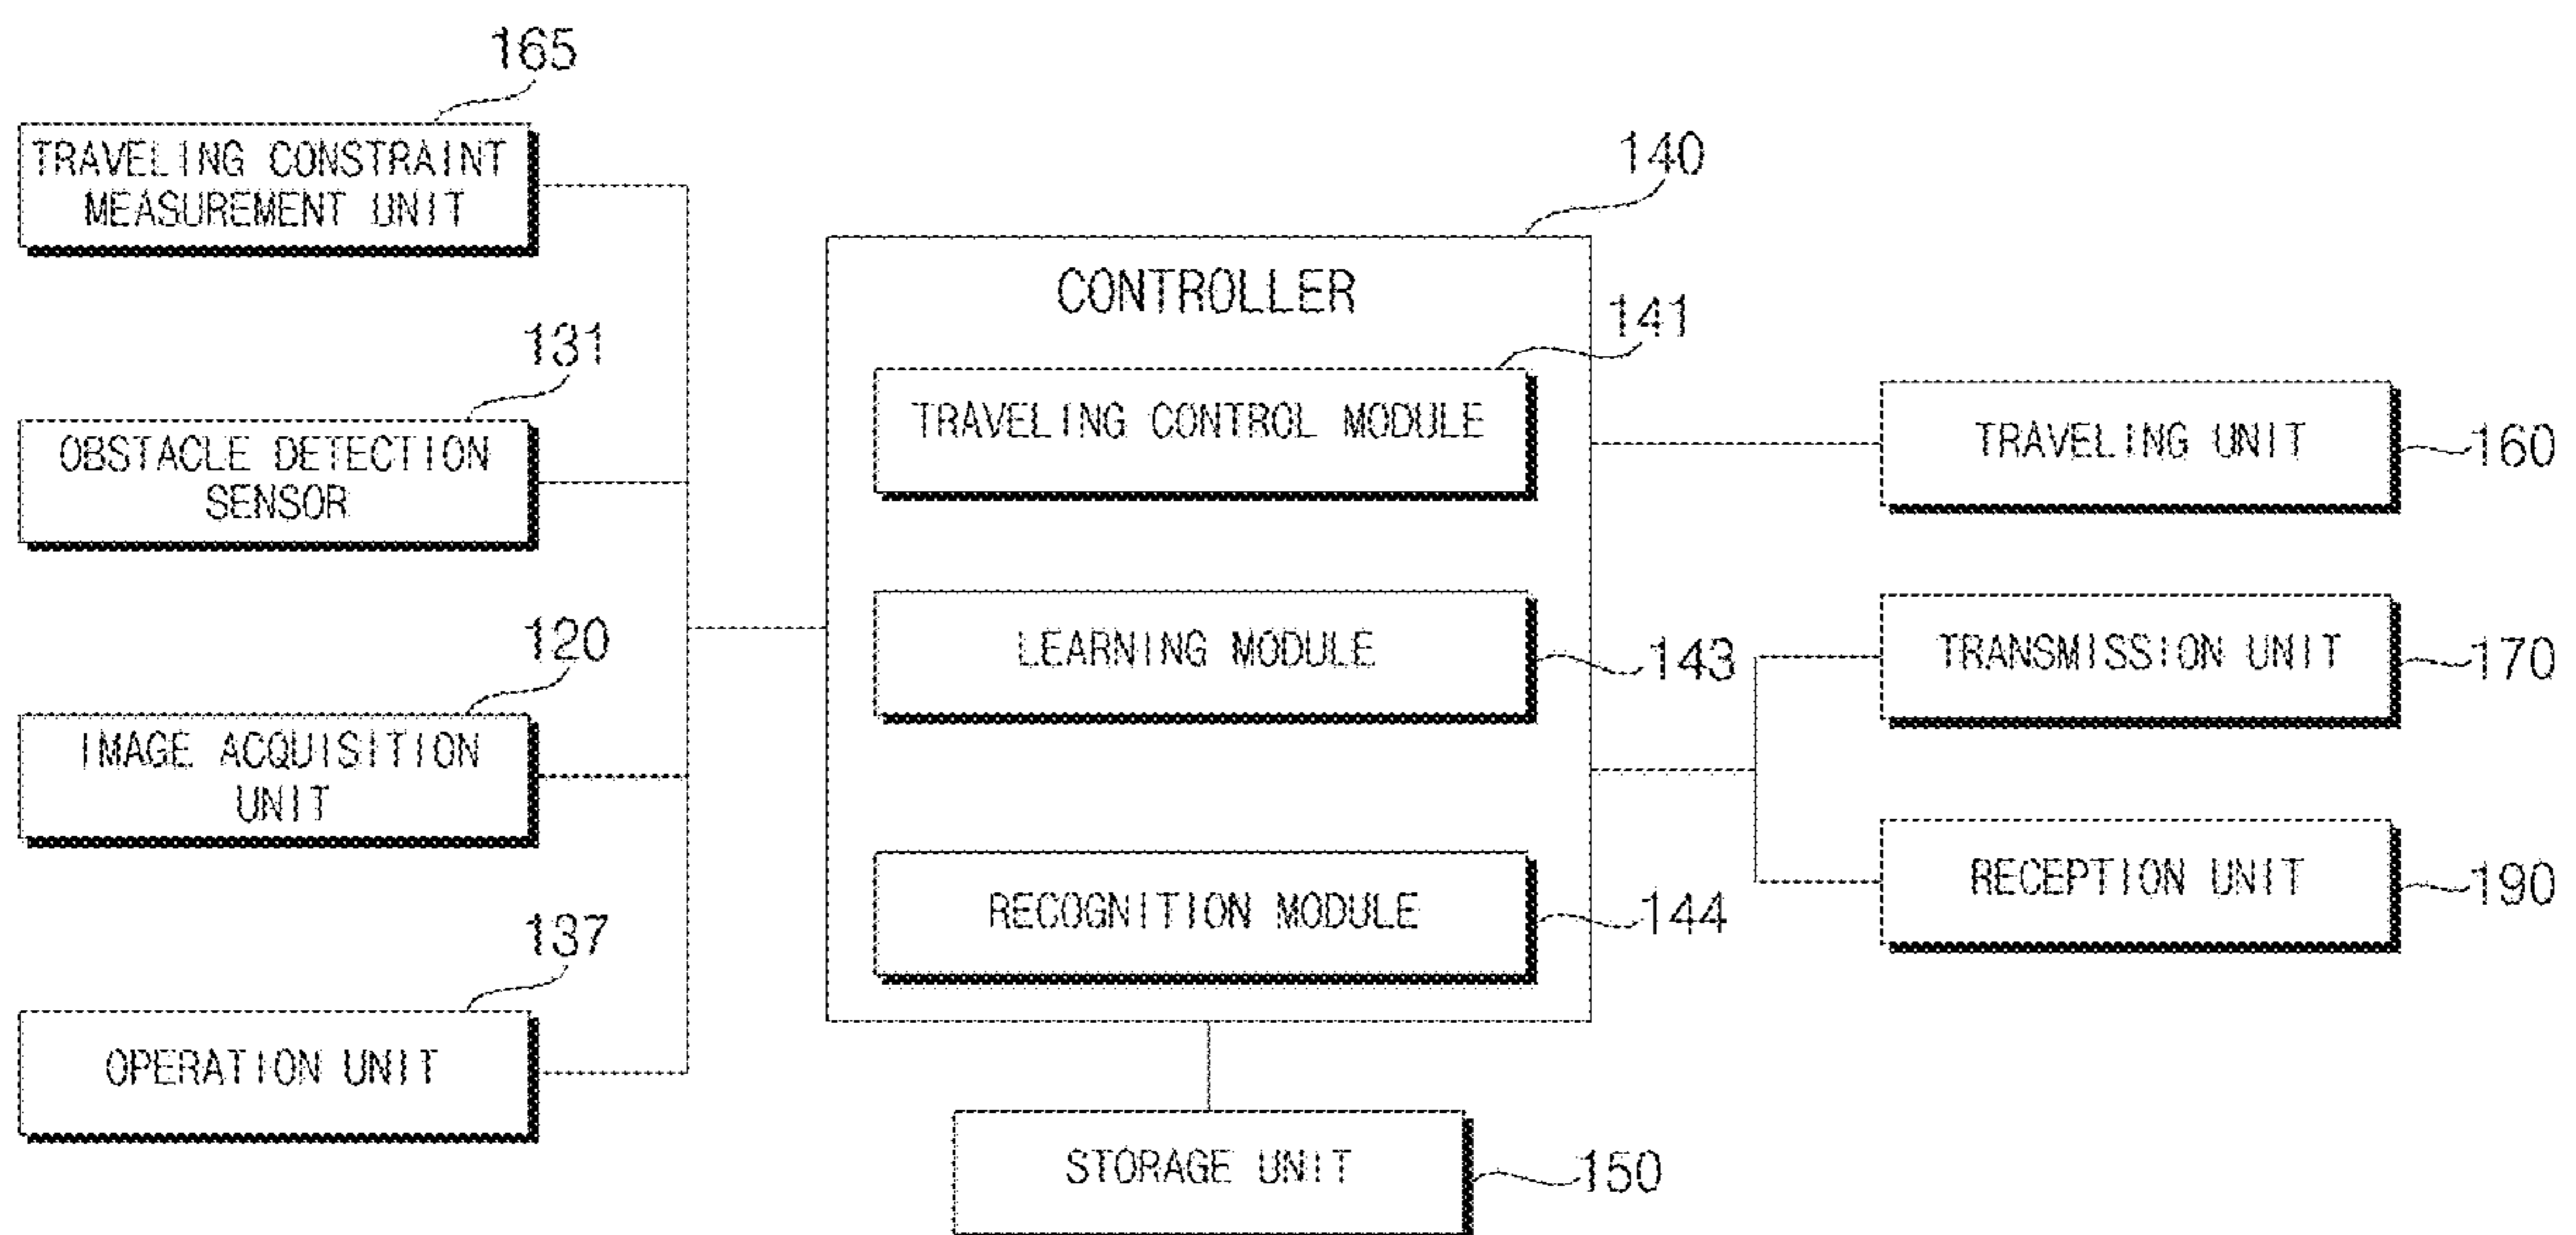 165
TRAVELING CONSTRAINT
MEASUREMENT UNIT
131
OBSTACLE DETECTION
SENSOR
120
IMAGE ACQUISITION
UNIT
137
OPERATION UNIT
140
CONTROLLER
141
TRAVELING CONTROL MODULE
LEARNING MODULE
143
RECOGNITION MODULE
144
STORAGE UNIT
150
TRAVELING UNIT
160
TRANSMISSION UNIT
170
RECEPTION UNIT
190